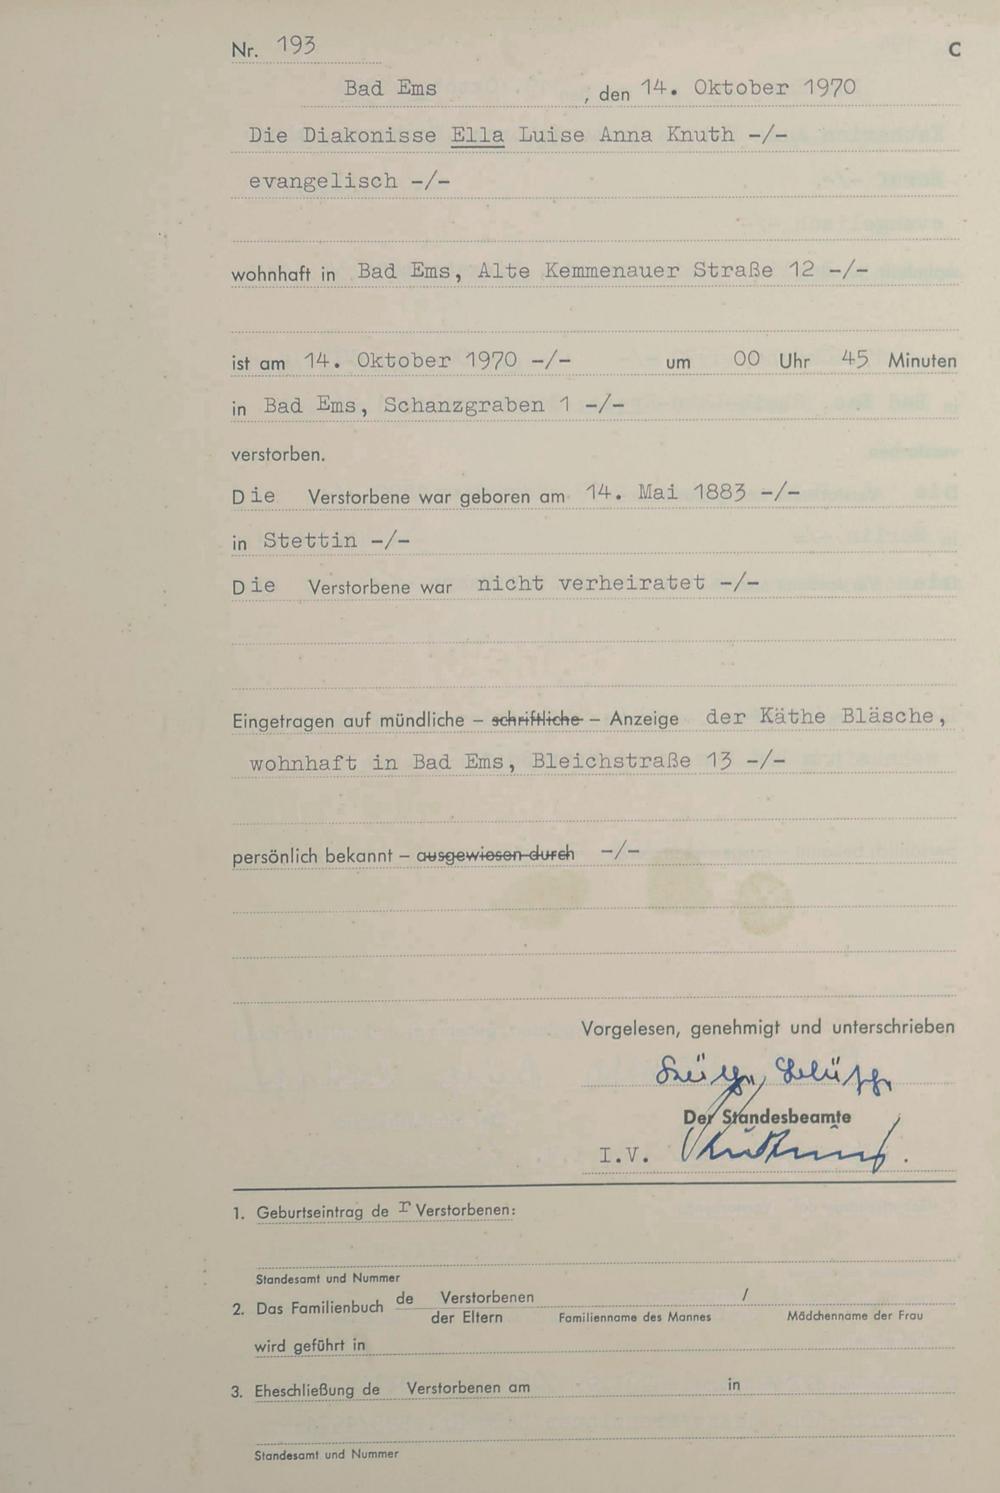 Nr. 193 C
Bad Ems , den 14. Oktober 1970
Die Diakonisse Ella Luise Anna Knuth -/-
evangelisch -/-
wohnhaft in Bad Ems, Alte Kemmenauer Straße 12 -/-
ist am 14. Oktober 1970 -/- um 00 Uhr 45 Minuten
in Bad Ems, Schanzgraben 1 -/-
verstorben.
Die Verstorbene war geboren am 14. Mai 1883 -/-
in Stettin -/-
Die Verstorbene war nicht verheiratet -/-
Eingetragen auf mündliche – schriftliche – Anzeige der Käthe Bläsche,
wohnhaft in Bad Ems, Bleichstraße 13 -/-
persönlich bekannt – ausgewiesen durch -/-
Vorgelesen, genehmigt und unterschrieben
Der Standesbeamte
I.V.
1. Geburtseintrag de r Verstorbenen:
Standesamt und Nummer
2. Das Familienbuch de Verstorbenen /
der Eltern Familienname des Mannes Mädchenname der Frau
wird geführt in
3. Eheschließung de Verstorbenen am in
Standesamt und Nummer